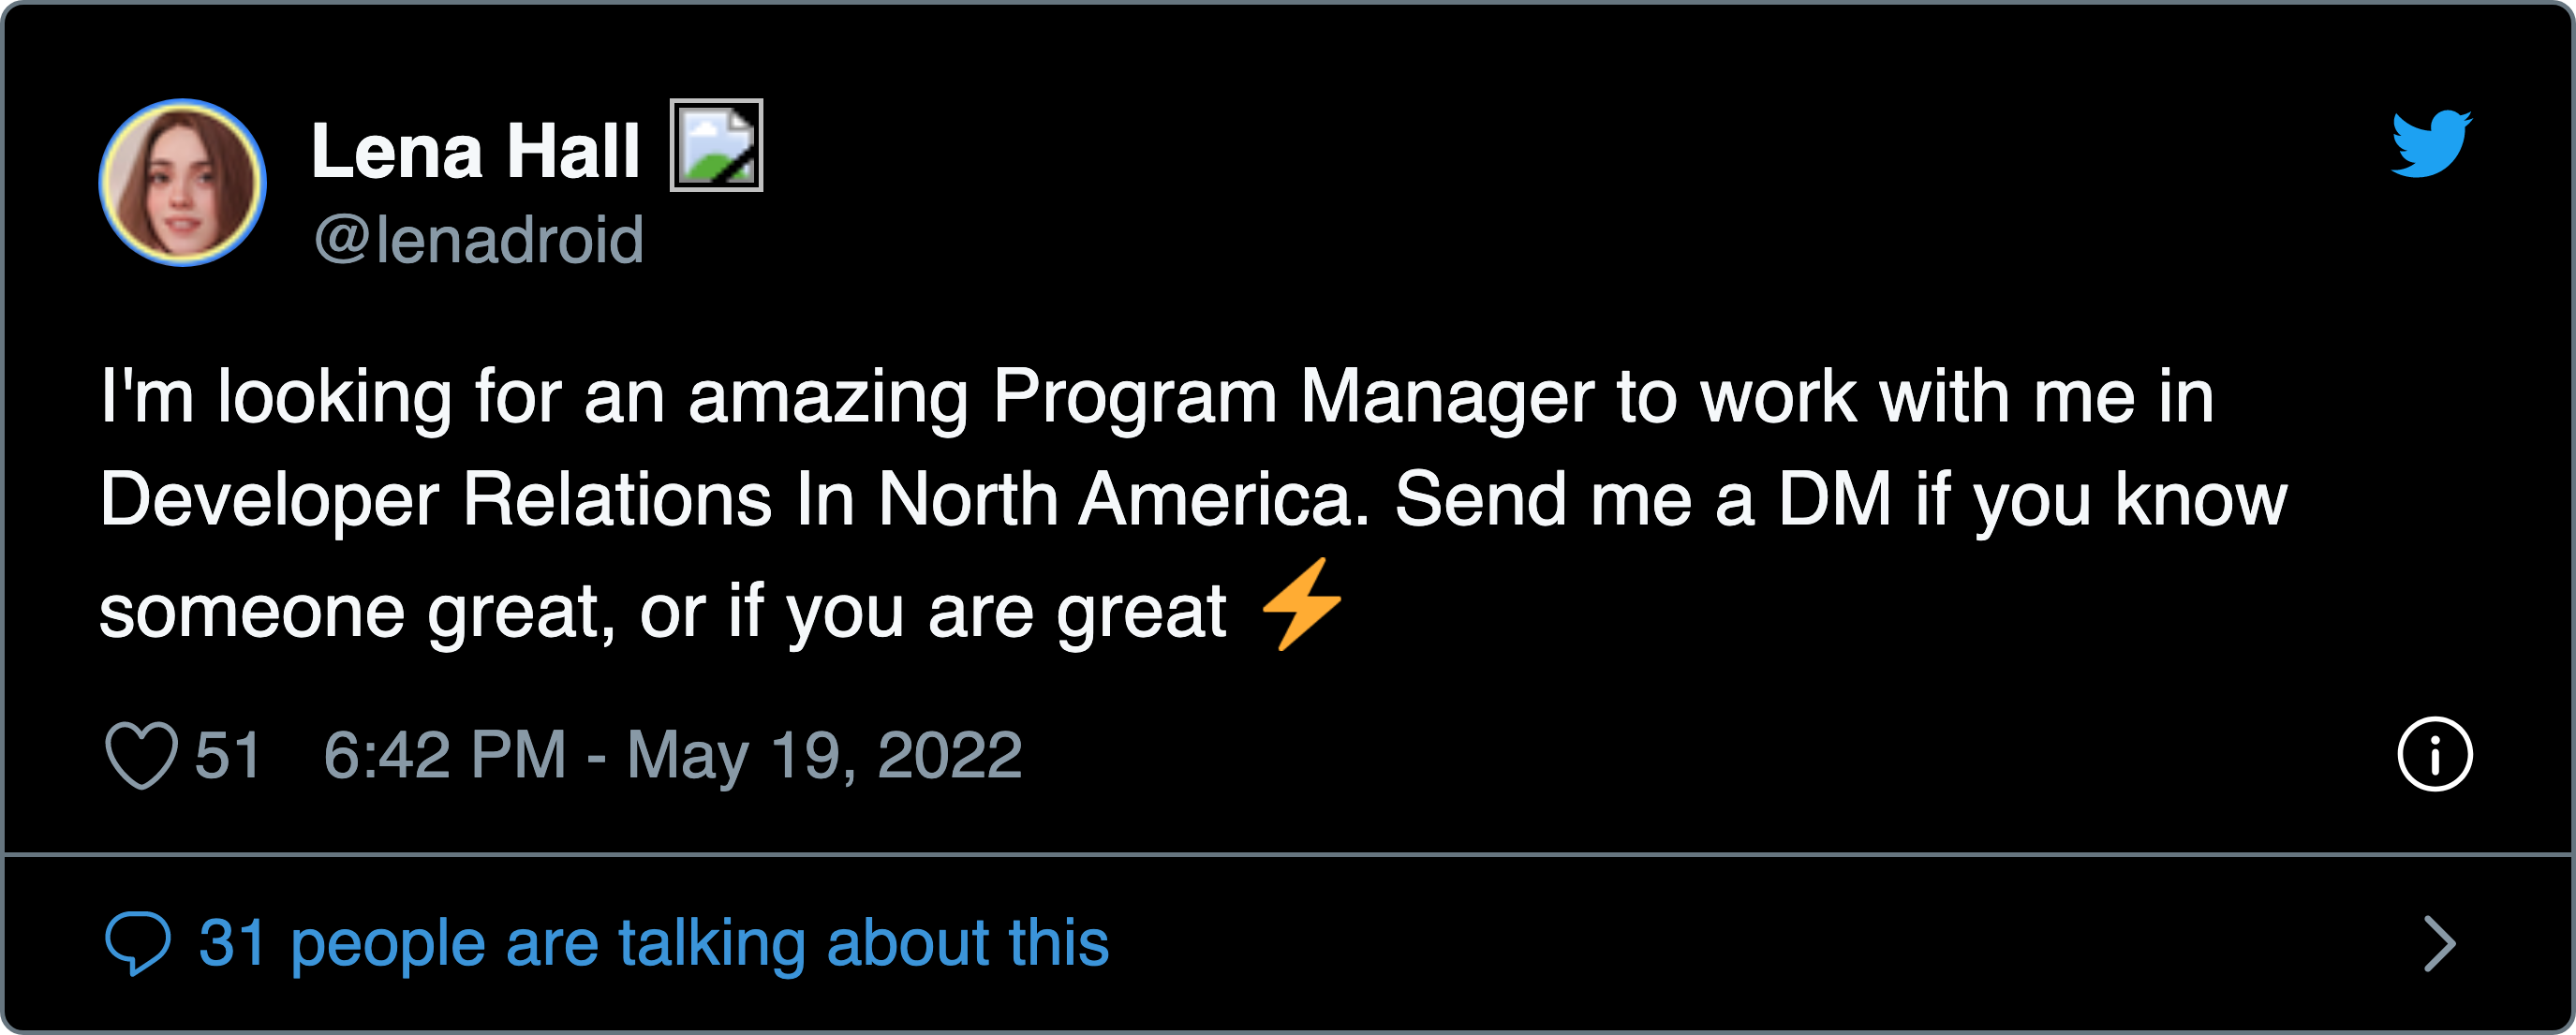 Lena Hall
@lenadroid
I'm looking for an amazing Program Manager to work with me in
Developer Relations In North America. Send me a DM if you know
someone great, or if you are great ⚡
51 6:42 PM - May 19, 2022
31 people are talking about this